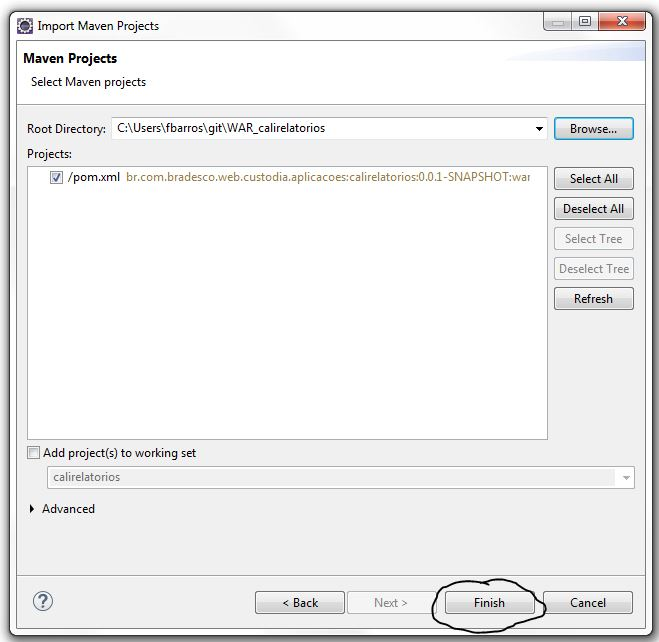 Import Maven Projects
Maven Projects
Select Maven projects
Root Directory: C:\Users\fbarros\git\WAR_calirelatorios Browse...
Projects:
/pom.xml br.com.bradesco.web.custodia.aplicacoes:calirelatorios:0.0.1-SNAPSHOT:war
Select All
Deselect All
Select Tree
Deselect Tree
Refresh
Add project(s) to working set
calirelatorios
Advanced
? < Back Next > Finish Cancel